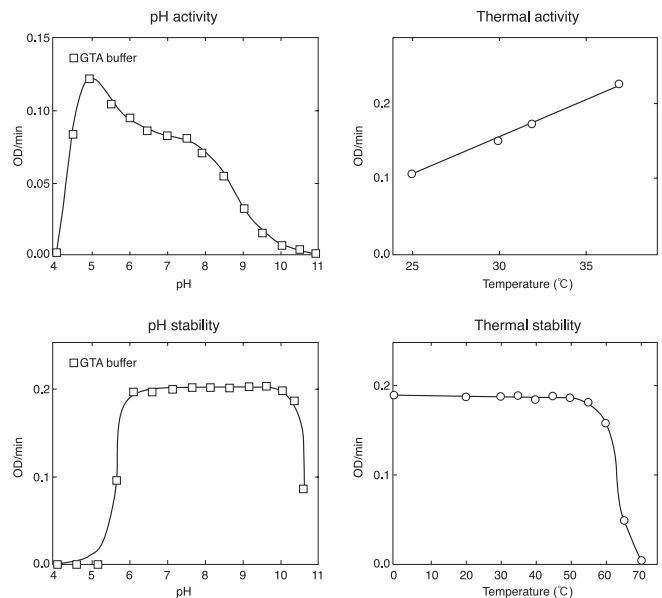 pH activity
GTA buffer
OD/min
0.15
0.10
0.05
0.00
4 5 6 7 8 9 10 11
pH
Thermal activity
OD/min
0.2
0.1
0.0
25 30 35
Temperature (℃)
pH stability
GTA buffer
OD/min
0.2
0.1
0.0
4 5 6 7 8 9 10 11
pH
Thermal stability
OD/min
0.2
0.1
0.0
0 20 30 40 50 60 70
Temperature (℃)